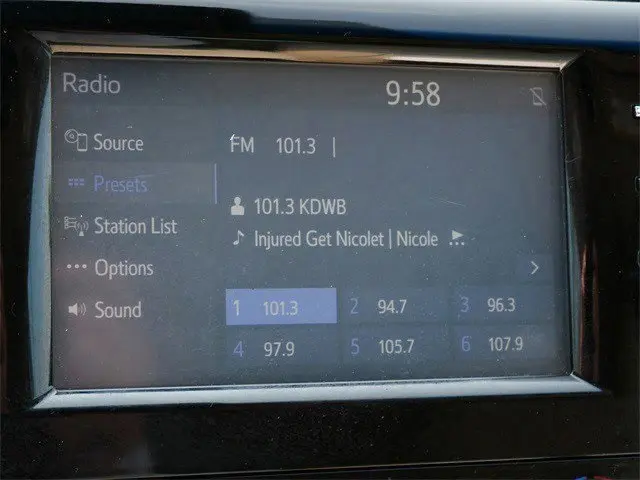 Radio
9:58
Source
FM 101.3 |
Presets
101.3 KDWB
Station List
Injured Get Nicolet | Nicole
Options
Sound
1 101.3 2 94.7 3 96.3
4 97.9 5 105.7 6 107.9